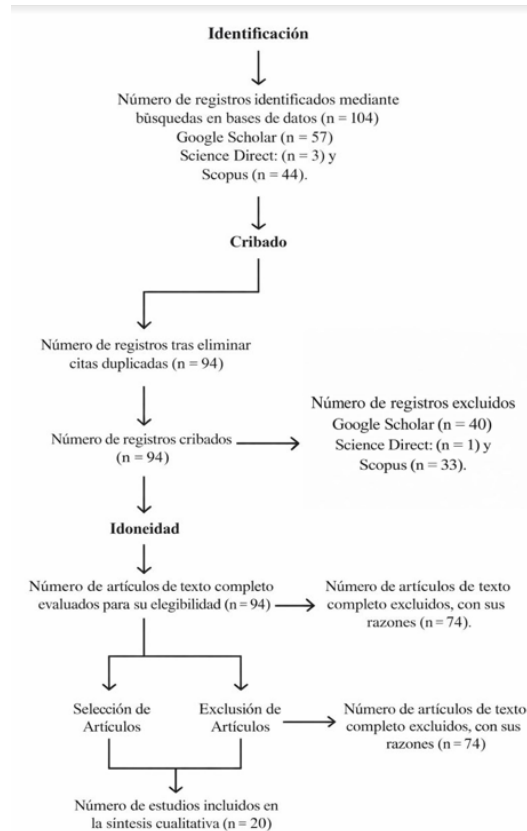 Identificación
Número de registros identificados mediante
bùsquedas en bases de datos (n = 104)
Google Scholar (n = 57)
Science Direct: (n = 3) y
Scopus (n = 44).
Cribado
Número de registros tras eliminar
citas duplicadas (n = 94)
Número de registros cribados
(n = 94)
Número de registros excluidos
Google Scholar (n = 40)
Science Direct: (n = 1) y
Scopus (n = 33).
Idoneidad
Número de artículos de texto completo
evaluados para su elegibilidad (n = 94)
Número de artículos de texto
completo excluidos, con sus
razones (n = 74).
Selección de
Artículos
Exclusión de
Artículos
Número de artículos de texto
completo excluidos, con sus
razones (n = 74)
Número de estudios incluidos en
la síntesis cualitativa (n = 20)